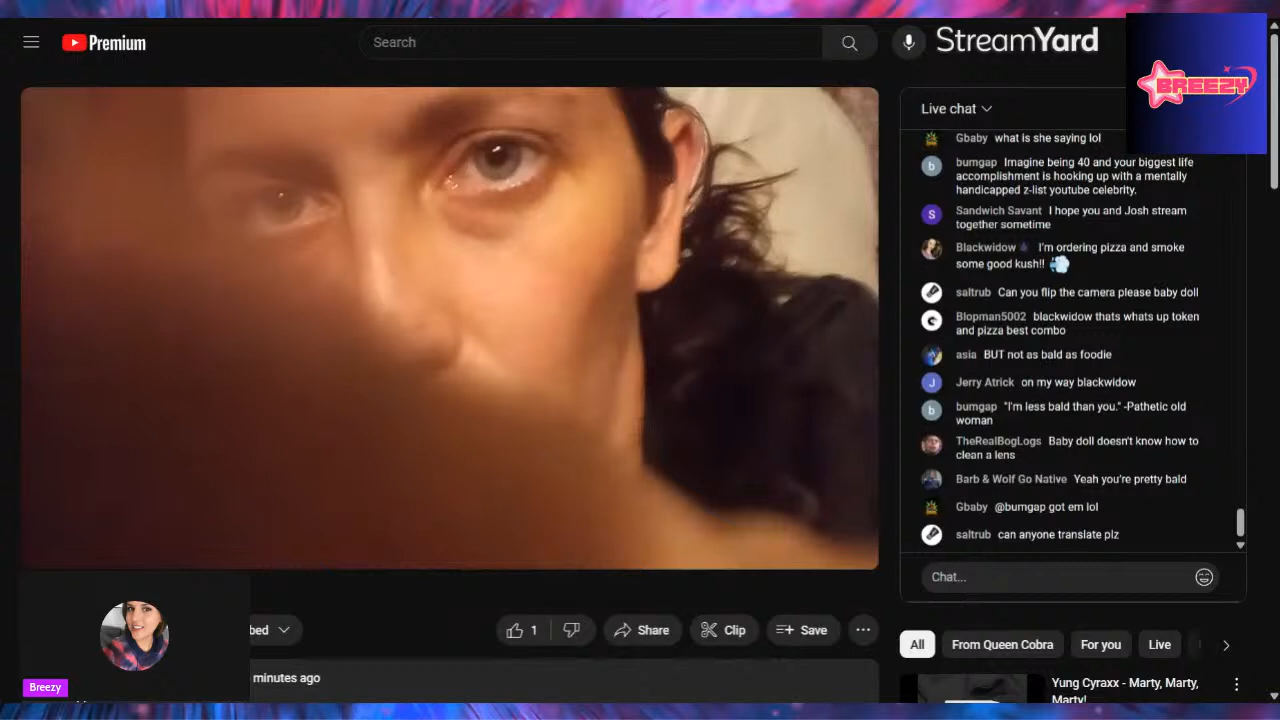 Premium
Search
StreamYard
BREEZY
Live chat
Gbaby what is she saying lol
bumgap Imagine being 40 and your biggest life
accomplishment is hooking up with a mentally
handicapped z-list youtube celebrity.
Sandwich Savant I hope you and Josh stream
together sometime
Blackwidow I'm ordering pizza and smoke
some good kush!!
saltrub Can you flip the camera please baby doll
Blopman5002 blackwidow thats whats up token
and pizza best combo
asia BUT not as bald as foodie
Jerry Atrick on my way blackwidow
bumgap "I'm less bald than you." -Pathetic old
woman
TheRealBogLogs Baby doll doesn't know how to
clean a lens
Barb & Wolf Go Native Yeah you're pretty bald
Gbaby @bumgap got em lol
saltrub can anyone translate plz
Chat...
bed
1
Share
Clip
Save
All
From Queen Cobra
For you
Live
minutes ago
Breezy
Yung Cyraxx - Marty, Marty,
Marty!